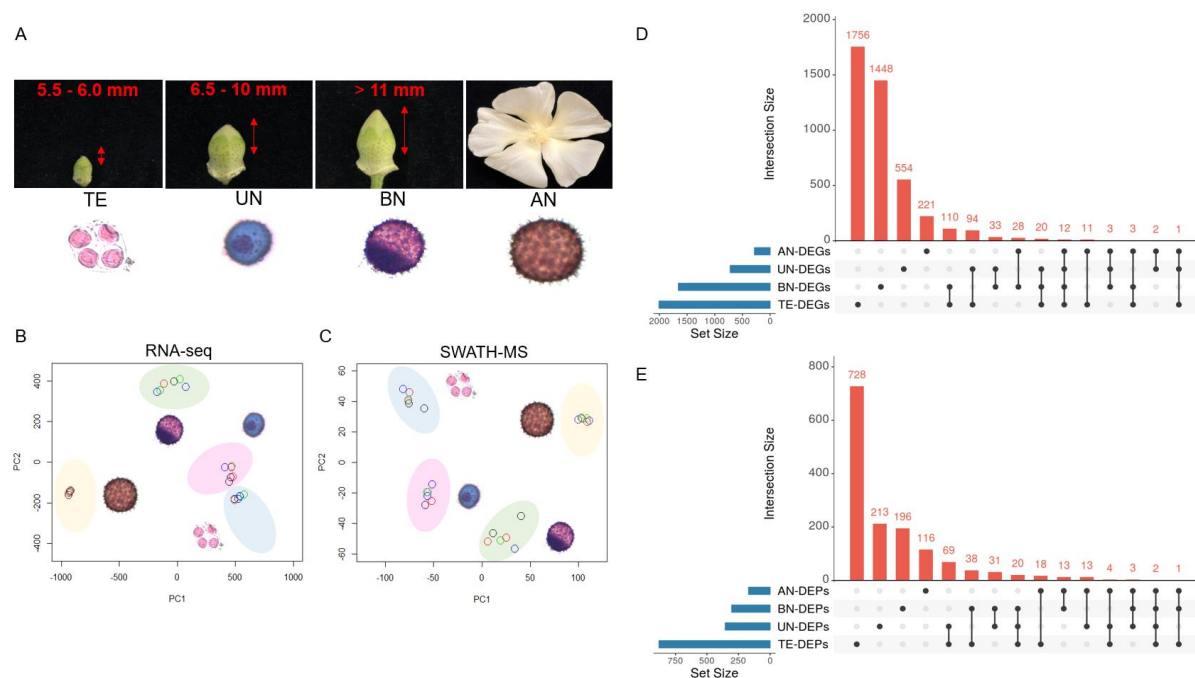 A
5.5 - 6.0 mm
6.5 - 10 mm
> 11 mm
TE
UN
BN
AN
B
RNA-seq
400
200
0
-200
-400
PC2
-1000
-500
0
500
1000
PC1
C
SWATH-MS
60
40
20
0
-20
-40
-60
PC2
-100
-50
0
50
100
PC1
D
2000
1500
1000
500
0
Intersection Size
1756
1448
554
221
110
94
33
28
20
12
11
3
3
2
1
AN-DEGs
UN-DEGs
BN-DEGs
TE-DEGs
2000 1500 1000 500 0
Set Size
E
800
600
400
200
0
Intersection Size
728
213
196
116
69
38
31
20
18
13
13
4
3
2
1
AN-DEPs
BN-DEPs
UN-DEPs
TE-DEPs
750 500 250 0
Set Size